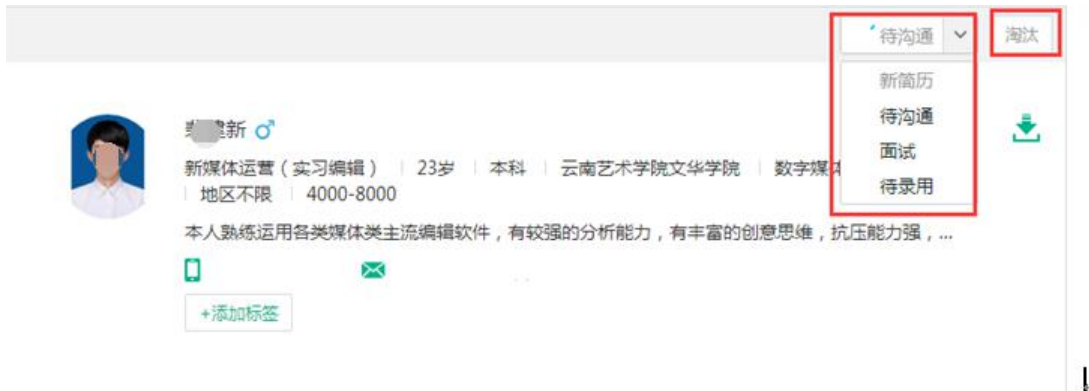 待沟通
淘汰
新简历
待沟通
面试
待录用
新
新媒体运营（实习编辑） 23岁 本科 云南艺术学院文华学院 数字媒
地区不限 4000-8000
本人熟练运用各类媒体类主流编辑软件，有较强的分析能力，有丰富的创意思维，抗压能力强，...
+添加标签